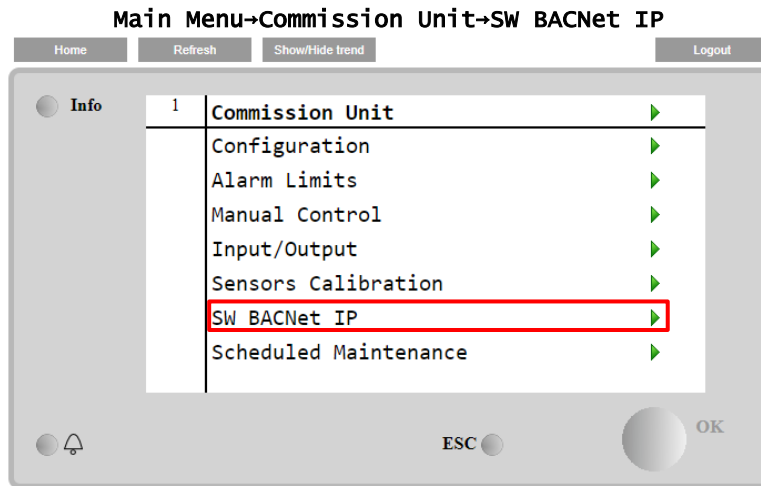 Main Menu→Commission Unit→SW BACNet IP
Home Refresh Show/Hide trend Logout
Info
1 Commission Unit
Configuration
Alarm Limits
Manual Control
Input/Output
Sensors Calibration
SW BACNet IP
Scheduled Maintenance
ESC OK